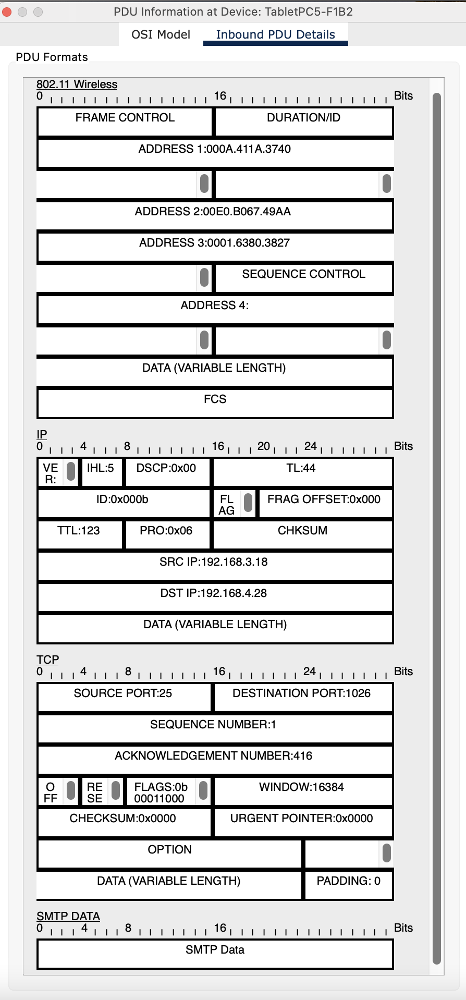 PDU Information at Device: TabletPC5-F1B2
OSI Model Inbound PDU Details
PDU Formats
802.11 Wireless
0 16 Bits
FRAME CONTROL DURATION/ID
ADDRESS 1:000A.411A.3740
ADDRESS 2:00E0.B067.49AA
ADDRESS 3:0001.6380.3827
SEQUENCE CONTROL
ADDRESS 4:
DATA (VARIABLE LENGTH)
FCS
IP
0 4 8 16 20 24 Bits
VE
R: IHL:5 DSCP:0x00 TL:44
ID:0x000b FL
AG FRAG OFFSET:0x000
TTL:123 PRO:0x06 CHKSUM
SRC IP:192.168.3.18
DST IP:192.168.4.28
DATA (VARIABLE LENGTH)
TCP
0 4 8 16 24 Bits
SOURCE PORT:25 DESTINATION PORT:1026
SEQUENCE NUMBER:1
ACKNOWLEDGEMENT NUMBER:416
O
FF RE
SE FLAGS:0b
00011000 WINDOW:16384
CHECKSUM:0x0000 URGENT POINTER:0x0000
OPTION
DATA (VARIABLE LENGTH) PADDING: 0
SMTP DATA
0 4 8 16 Bits
SMTP Data